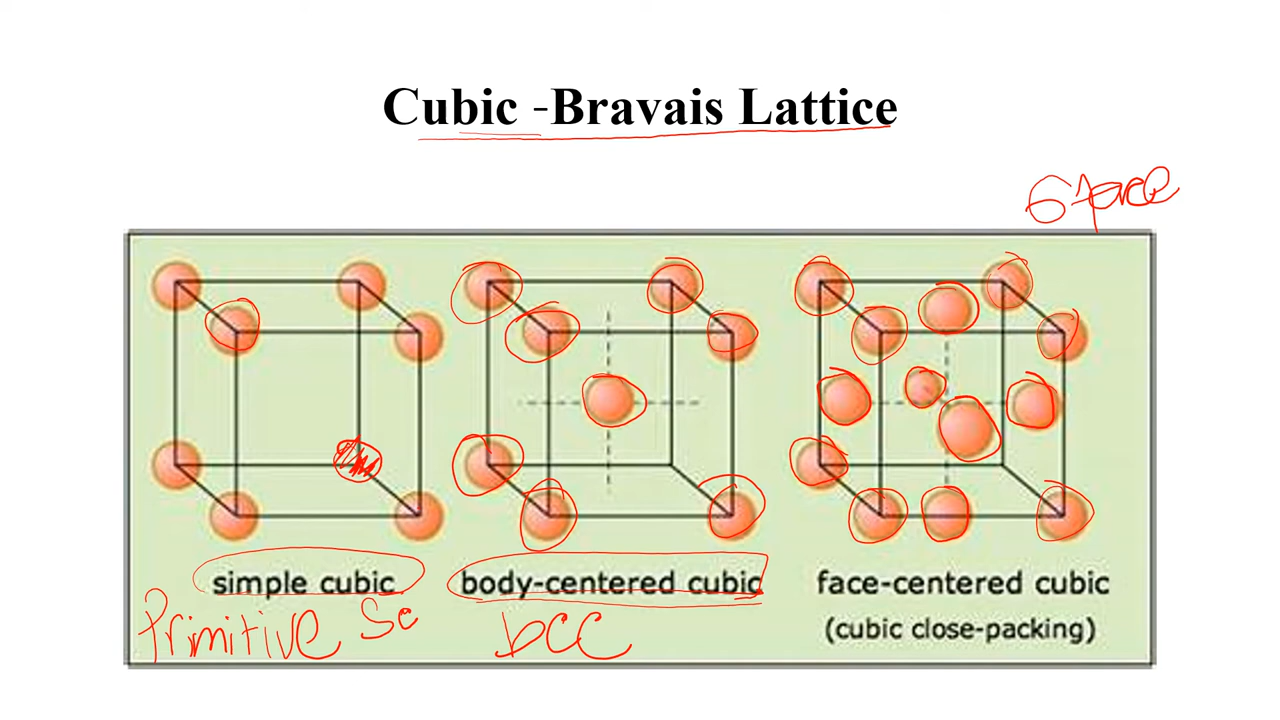 Cubic -Bravais Lattice
6 face
simple cubic
body-centered cubic
face-centered cubic
(cubic close-packing)
Primitive Sc
bcc